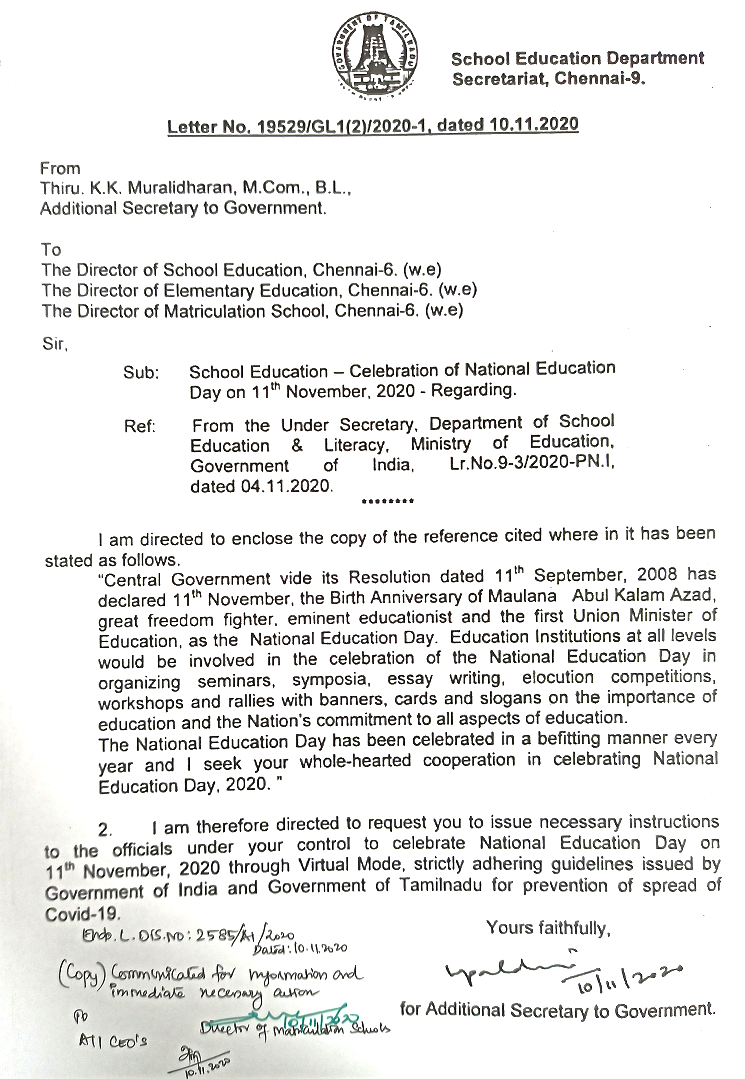 GOVERNMENT OF TAMILNADU
School Education Department
Secretariat, Chennai-9.
Letter No. 19529/GL1(2)/2020-1, dated 10.11.2020
From
Thiru. K.K. Muralidharan, M.Com., B.L.,
Additional Secretary to Government.
To
The Director of School Education, Chennai-6. (w.e)
The Director of Elementary Education, Chennai-6. (w.e)
The Director of Matriculation School, Chennai-6. (w.e)
Sir,
Sub: School Education – Celebration of National Education
Day on 11th November, 2020 - Regarding.
Ref: From the Under Secretary, Department of School
Education & Literacy, Ministry of Education,
Government of India, Lr.No.9-3/2020-PN.I,
dated 04.11.2020.
********
I am directed to enclose the copy of the reference cited where in it has been
stated as follows.
"Central Government vide its Resolution dated 11th September, 2008 has
declared 11th November, the Birth Anniversary of Maulana Abul Kalam Azad,
great freedom fighter, eminent educationist and the first Union Minister of
Education, as the National Education Day. Education Institutions at all levels
would be involved in the celebration of the National Education Day in
organizing seminars, symposia, essay writing, elocution competitions,
workshops and rallies with banners, cards and slogans on the importance of
education and the Nation's commitment to all aspects of education.
The National Education Day has been celebrated in a befitting manner every
year and I seek your whole-hearted cooperation in celebrating National
Education Day, 2020. "
2. I am therefore directed to request you to issue necessary instructions
to the officials under your control to celebrate National Education Day on
11th November, 2020 through Virtual Mode, strictly adhering guidelines issued by
Government of India and Government of Tamilnadu for prevention of spread of
Covid-19.
Endo. L. DIS.NO: 2585/A1/2020
Dated: 10.11.2020
(Copy) Communicated for information and
immediate necessary action
To
All CEO's
10/11/2020
Director of Matriculation Schools
10.11.2020
Yours faithfully,
10/11/2020
for Additional Secretary to Government.